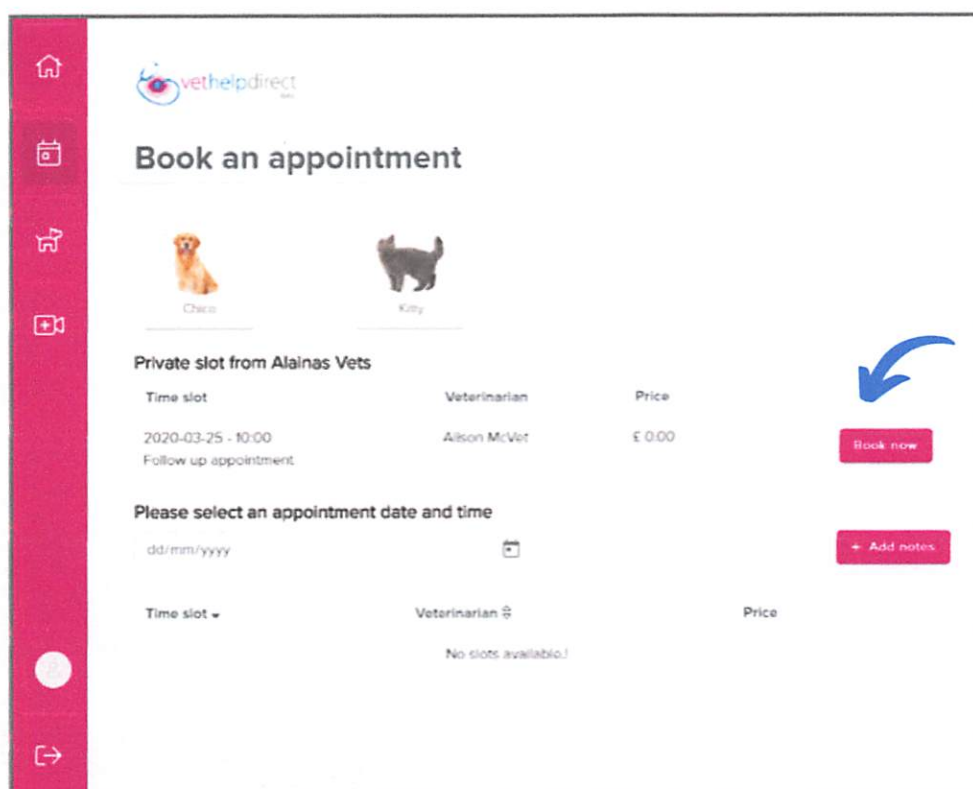 vethelpdirect
Book an appointment
Chico
Kitty
Private slot from Alainas Vets
Time slot Veterinarian Price
2020-03-25 - 10:00 Alison McVet £ 0.00 Book now
Follow up appointment
Please select an appointment date and time
dd/mm/yyyy + Add notes
Time slot Veterinarian Price
No slots available!